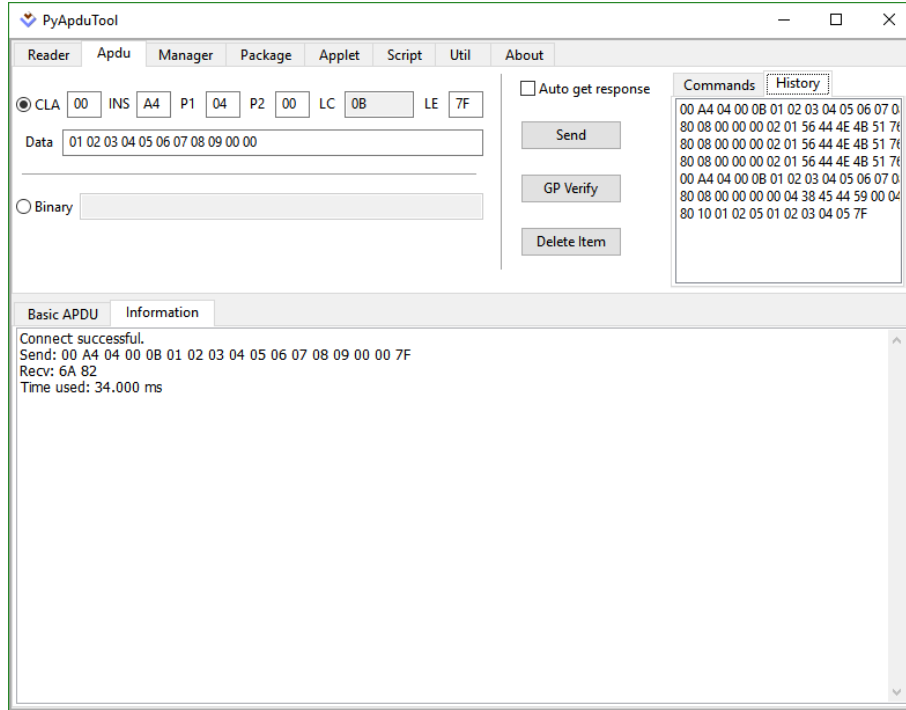 PyApduTool
Reader Apdu Manager Package Applet Script Util About
CLA 00 INS A4 P1 04 P2 00 LC 0B LE 7F
Data 01 02 03 04 05 06 07 08 09 00 00
Binary
Auto get response
Send
GP Verify
Delete Item
Commands History
00 A4 04 00 0B 01 02 03 04 05 06 07 0
80 08 00 00 00 02 01 56 44 4E 4B 51 76
80 08 00 00 00 02 01 56 44 4E 4B 51 76
80 08 00 00 00 02 01 56 44 4E 4B 51 76
00 A4 04 00 0B 01 02 03 04 05 06 07 0
80 08 00 00 00 00 04 38 45 44 59 00 04
80 10 01 02 05 01 02 03 04 05 7F
Basic APDU Information
Connect successful.
Send: 00 A4 04 00 0B 01 02 03 04 05 06 07 08 09 00 00 7F
Recv: 6A 82
Time used: 34.000 ms